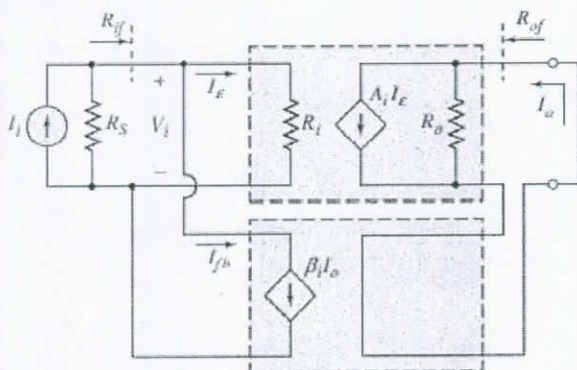 R_if
R_of
I_ε
A_i I_ε
I_o
I_i
R_S
+
V_i
−
R_i
R_o
I_fb
β_i I_o